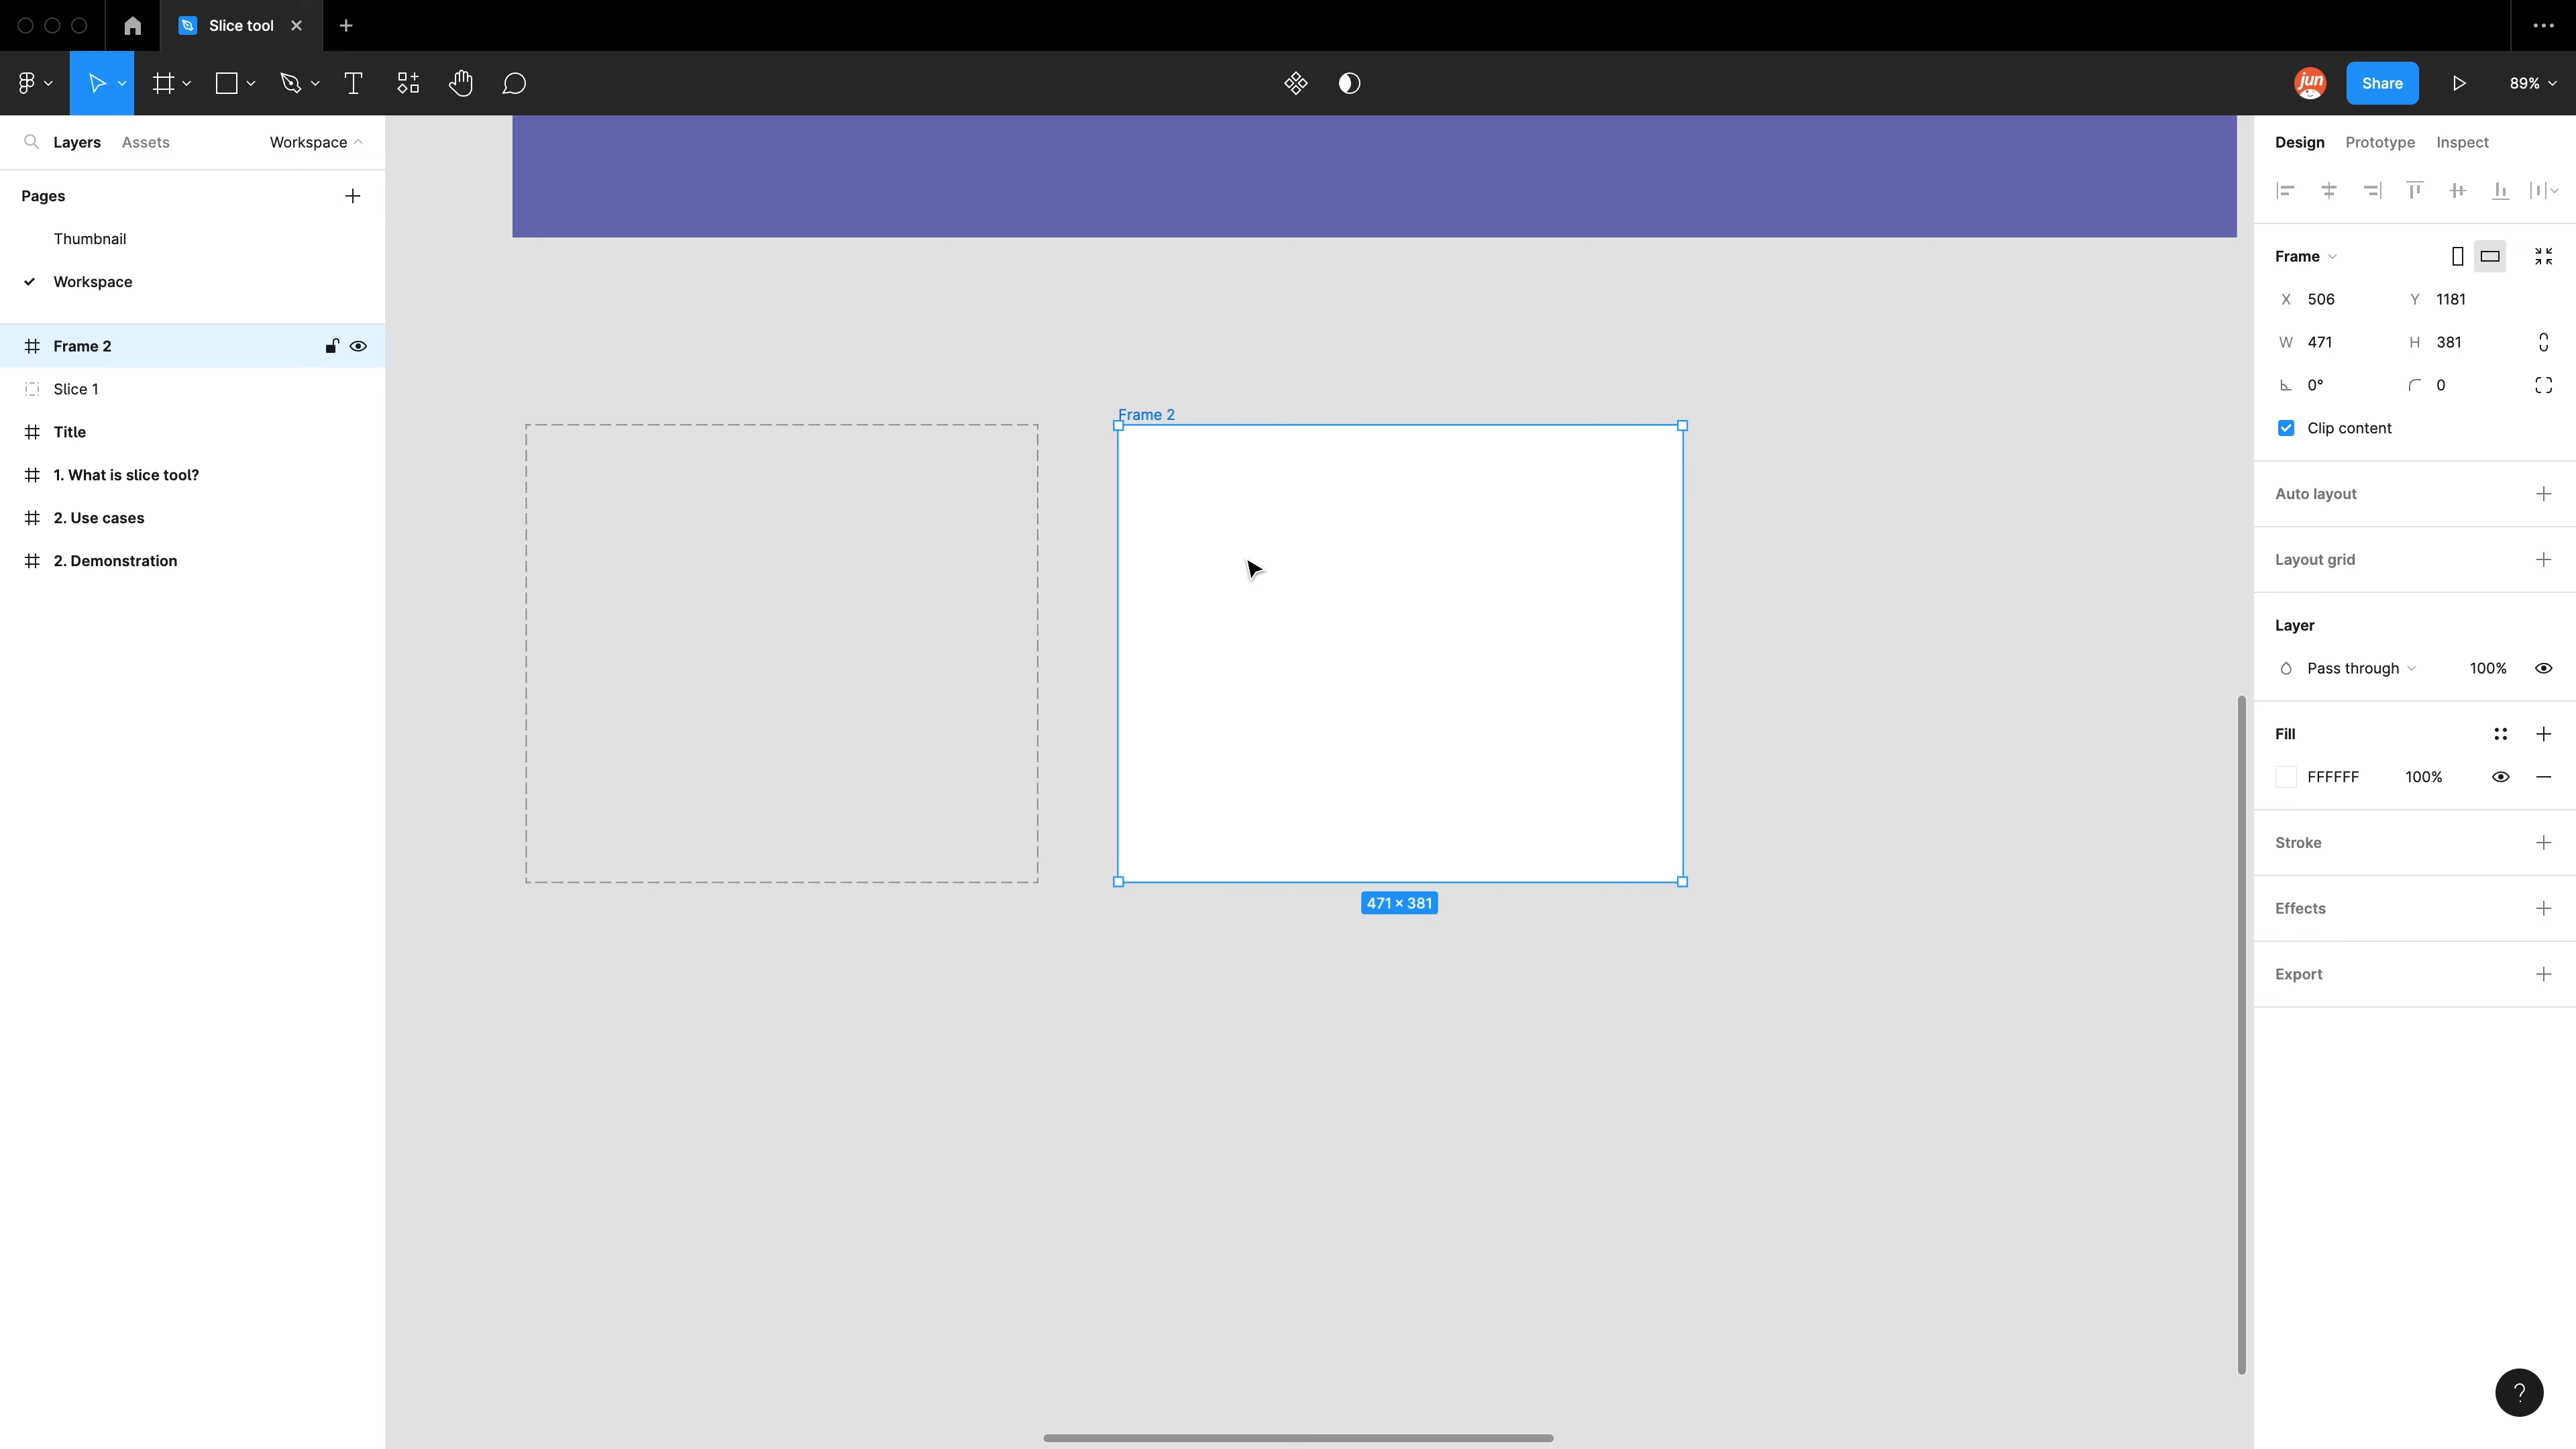 Slice tool
jun
Share
89%
Layers Assets Workspace
Pages
Thumbnail
Workspace
Frame 2
Slice 1
Title
1. What is slice tool?
2. Use cases
2. Demonstration
Frame 2
471 × 381
Design Prototype Inspect
Frame
X 506 Y 1181
W 471 H 381
0° 0
Clip content
Auto layout
Layout grid
Layer
Pass through 100%
Fill
FFFFFF 100%
Stroke
Effects
Export
?